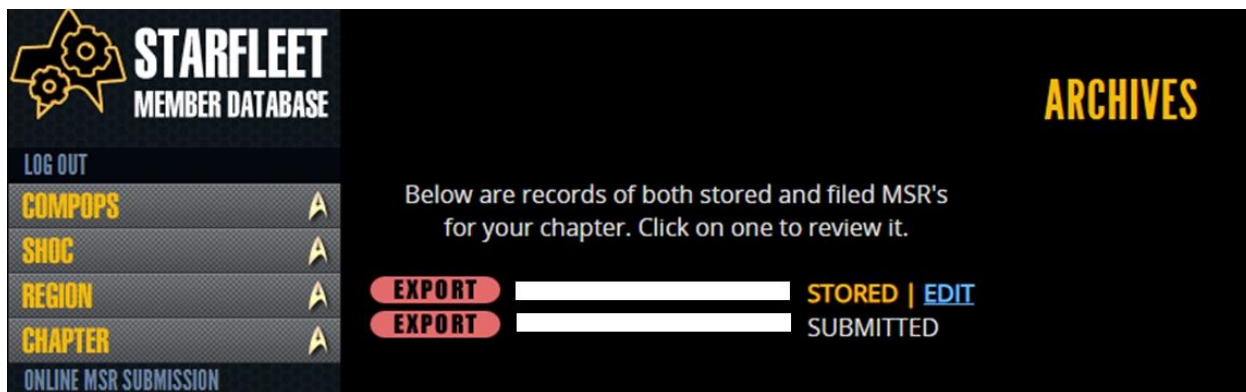 STARFLEET
MEMBER DATABASE
LOG OUT
COMPOPS
SHOC
REGION
CHAPTER
ONLINE MSR SUBMISSION
ARCHIVES
Below are records of both stored and filed MSR's
for your chapter. Click on one to review it.
EXPORT STORED | EDIT
EXPORT SUBMITTED